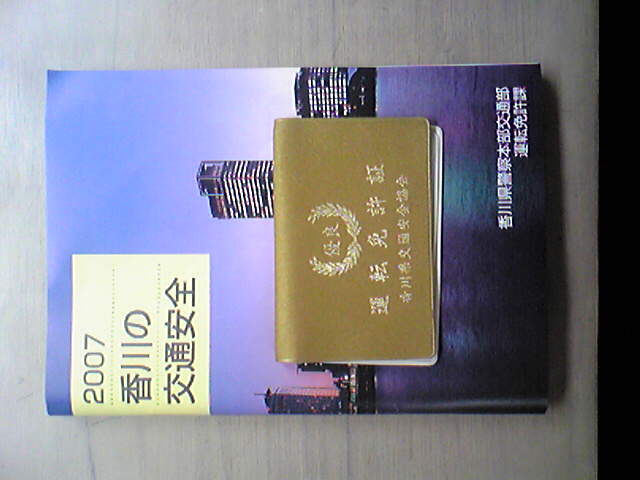 2007
香川の
交通安全
優良
運転免許証
香川県交通安全協会
香川県警察本部交通部
運転免許課